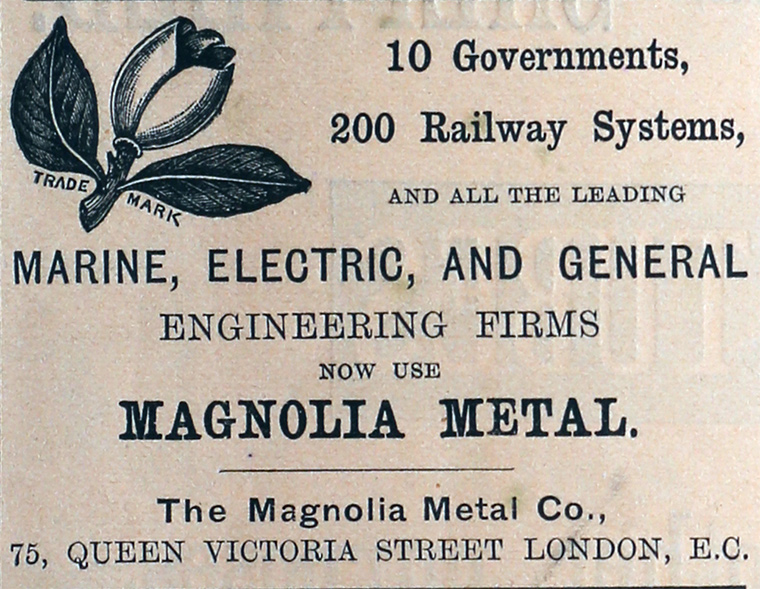 TRADE MARK
10 Governments,
200 Railway Systems,
AND ALL THE LEADING
MARINE, ELECTRIC, AND GENERAL
ENGINEERING FIRMS
NOW USE
MAGNOLIA METAL.
The Magnolia Metal Co.,
75, QUEEN VICTORIA STREET LONDON, E.C.